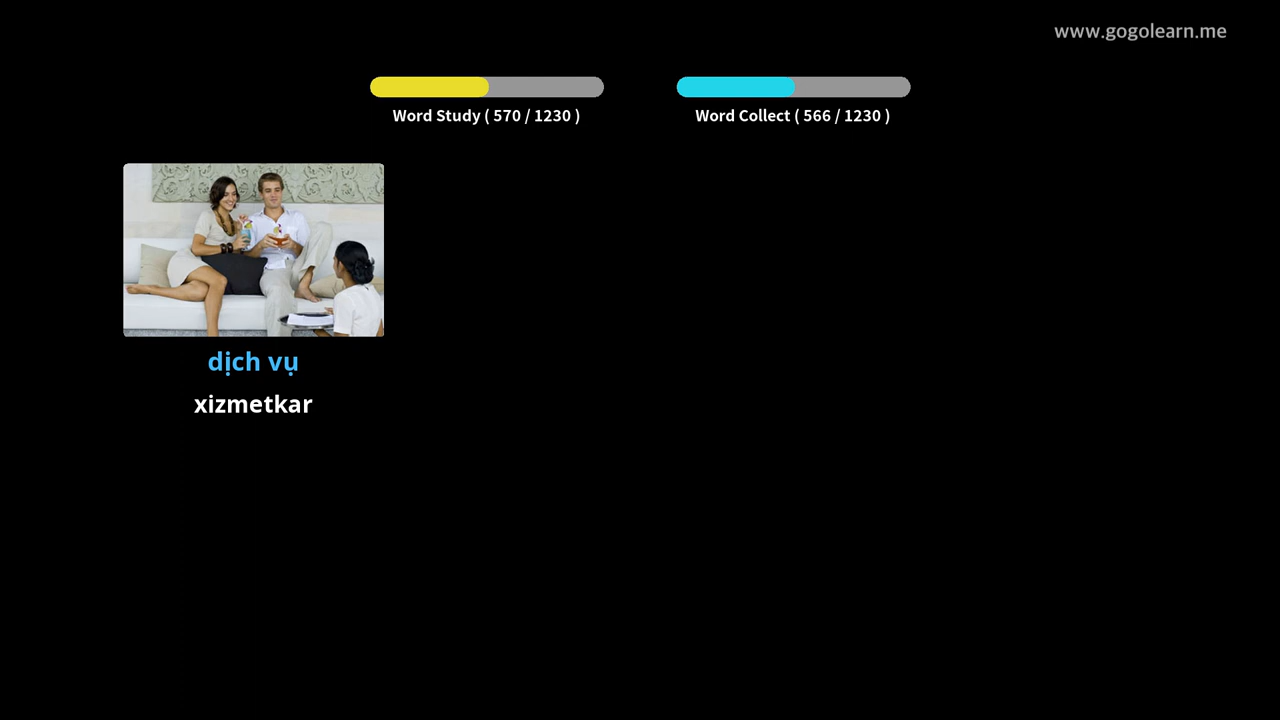 www.gogolearn.me
Word Study ( 570 / 1230 )
Word Collect ( 566 / 1230 )
dịch vụ
xizmetkar